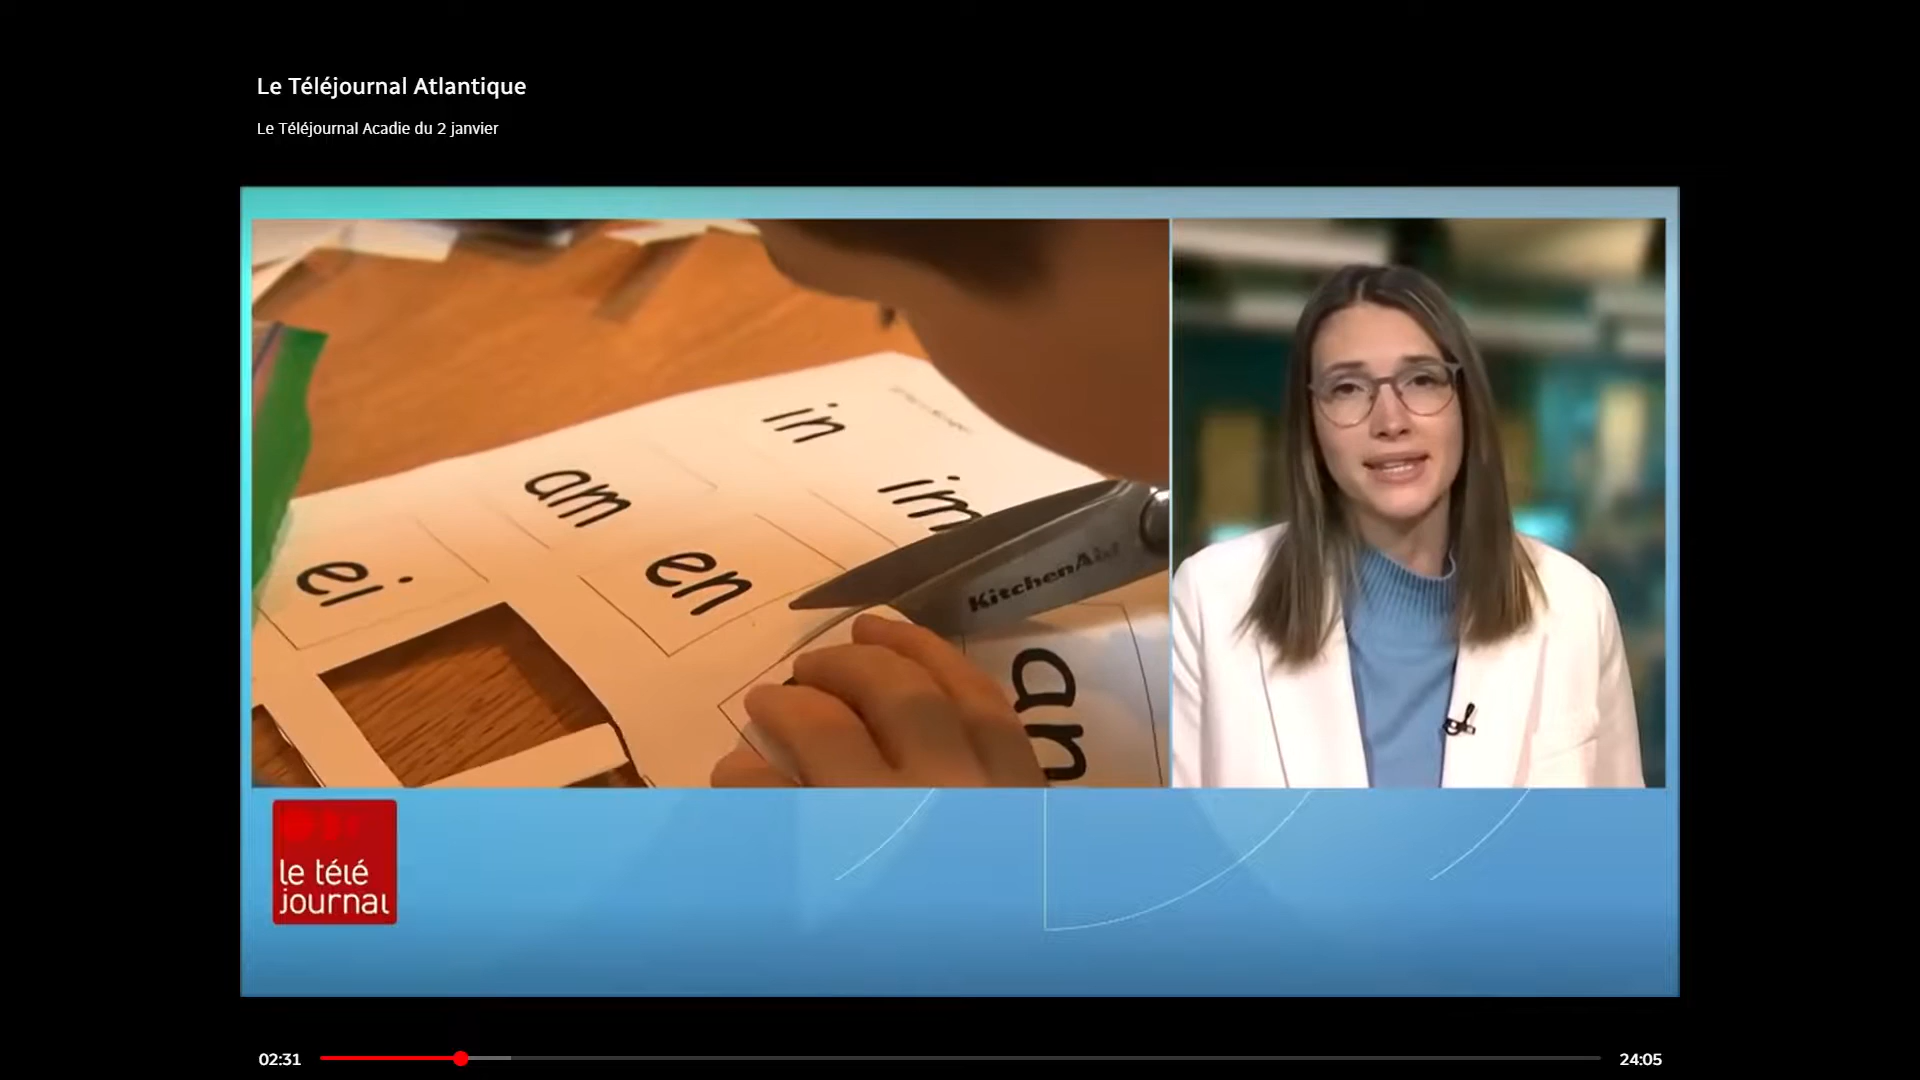 Le Téléjournal Atlantique
Le Téléjournal Acadie du 2 janvier
in
am
im
ei
en
KitchenAid
an
le télé
journal
02:31
24:05